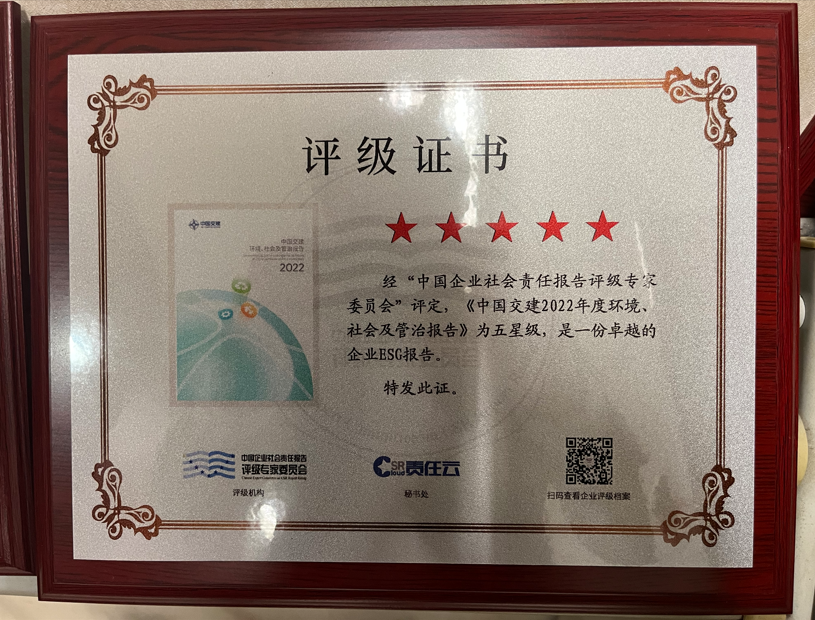 评级证书
中国交建
中国交建
环境、社会及管治报告
2022
经“中国企业社会责任报告评级专家
委员会”评定，《中国交建2022年度环境、
社会及管治报告》为五星级，是一份卓越的
企业ESG报告。
特发此证。
中国企业社会责任报告
评级专家委员会
评级机构
CSR Cloud 责任云
秘书处
扫码查看企业评级档案